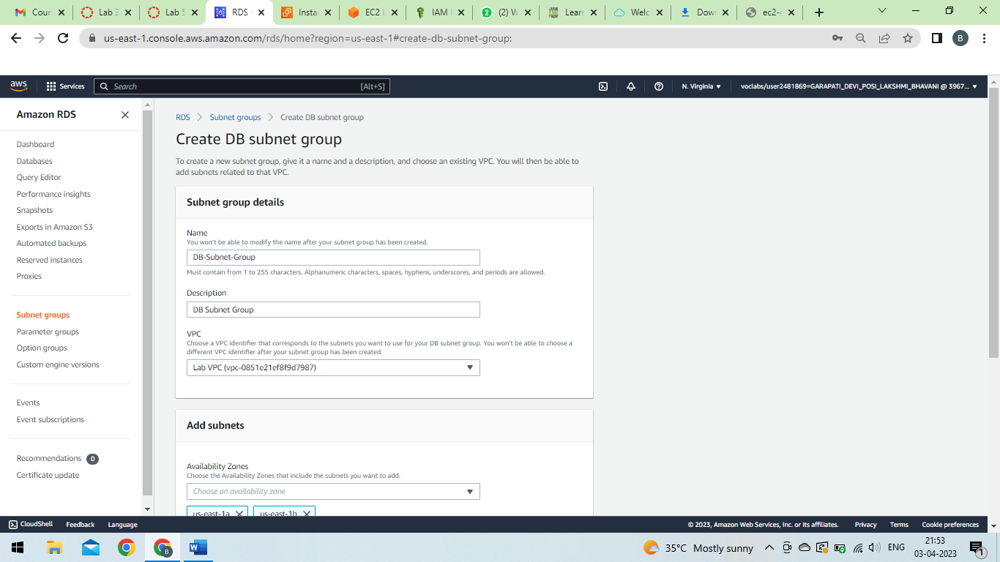 Cour
Lab 3
Lab 5
RDS
Insta
EC2
IAM
(2) W
Learn
Welc
Dow
ec2-
us-east-1.console.aws.amazon.com/rds/home?region=us-east-1#create-db-subnet-group:
B
aws
Services
Search
[Alt+S]
N. Virginia
voclabs/user2481869=GARAPATI_DEVI_POSI_LAKSHMI_BHAVANI @ 3967...
Amazon RDS
Dashboard
Databases
Query Editor
Performance insights
Snapshots
Exports in Amazon S3
Automated backups
Reserved instances
Proxies
Subnet groups
Parameter groups
Option groups
Custom engine versions
Events
Event subscriptions
Recommendations 0
Certificate update
RDS > Subnet groups > Create DB subnet group
Create DB subnet group
To create a new subnet group, give it a name and a description, and choose an existing VPC. You will then be able to
add subnets related to that VPC.
Subnet group details
Name
You won't be able to modify the name after your subnet group has been created.
DB-Subnet-Group
Must contain from 1 to 255 characters. Alphanumeric characters, spaces, hyphens, underscores, and periods are allowed.
Description
DB Subnet Group
VPC
Choose a VPC identifier that corresponds to the subnets you want to use for your DB subnet group. You won't be able to choose a
different VPC identifier after your subnet group has been created.
Lab VPC (vpc-0851e21ef8f9d7987)
Add subnets
Availability Zones
Choose the Availability Zones that include the subnets you want to add.
Choose an availability zone
us-east-1a
us-east-1b
CloudShell
Feedback
Language
© 2023, Amazon Web Services, Inc. or its affiliates.
Privacy
Terms
Cookie preferences
35°C Mostly sunny
ENG
21:53
03-04-2023
1